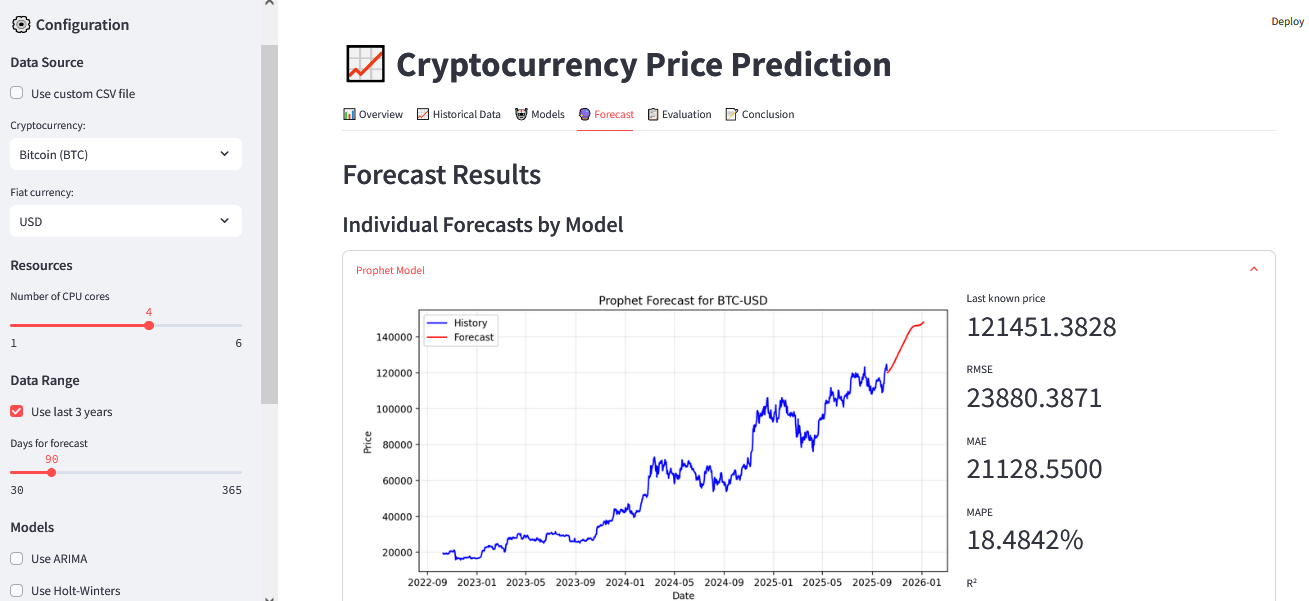 Configuration
Data Source
Use custom CSV file
Cryptocurrency:
Bitcoin (BTC)
Fiat currency:
USD
Resources
Number of CPU cores
4
1 6
Data Range
Use last 3 years
Days for forecast
90
30 365
Models
Use ARIMA
Use Holt-Winters
Deploy
Cryptocurrency Price Prediction
Overview Historical Data Models Forecast Evaluation Conclusion
Forecast Results
Individual Forecasts by Model
Prophet Model
Prophet Forecast for BTC-USD
History
Forecast
140000
120000
100000
80000
60000
40000
20000
Price
2022-09 2023-01 2023-05 2023-09 2024-01 2024-05 2024-09 2025-01 2025-05 2025-09 2026-01
Date
Last known price
121451.3828
RMSE
23880.3871
MAE
21128.5500
MAPE
18.4842%
R²